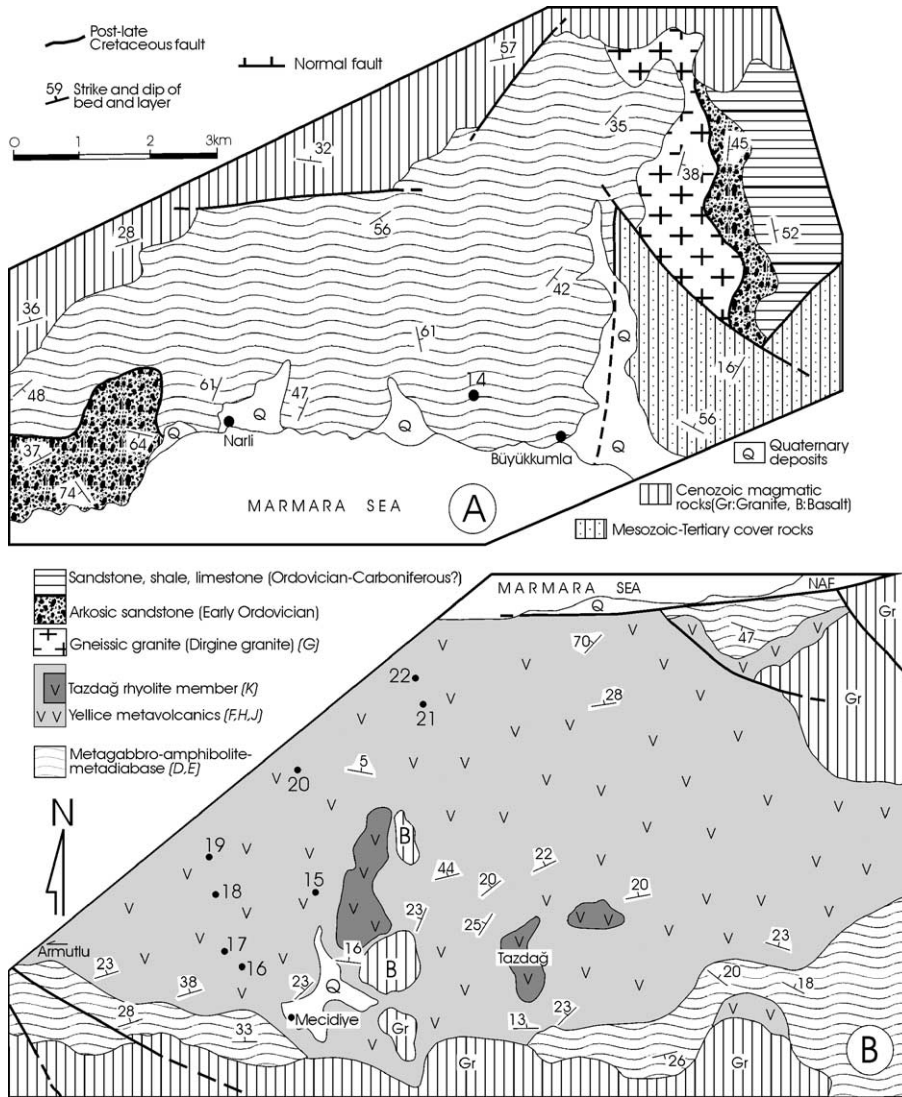 Post-late
Cretaceous fault
Normal fault
59 Strike and dip of
bed and layer
0 1 2 3km
57
32
35
45
38
52
56
28
42
36
61
16
48
61
47
14
56
64
Q
Q
Q
Q
Q
Narli
Büyükkumla
37
74
MARMARA SEA
A
Q Quaternary
deposits
Cenozoic magmatic
rocks(Gr:Granite, B:Basalt)
Mesozoic-Tertiary cover rocks
Sandstone, shale, limestone (Ordovician-Carboniferous?)
Arkosic sandstone (Early Ordovician)
Gneissic granite (Dirgine granite) (G)
V Tazdağ rhyolite member (K)
V V Yellice metavolcanics (F,H,J)
Metagabbro-amphibolite-
metadiabase (D,E)
N
MARMARA SEA
NAF
Q
Gr
47
70
22
28
21
Gr
5
20
B
19
44
22
18
15
20
20
23
25
17
16
16
B
Tazdağ
23
Armutlu
23
38
23
Q
20
18
28
Mecidiye
Gr
13
23
33
Gr
26
Gr
B